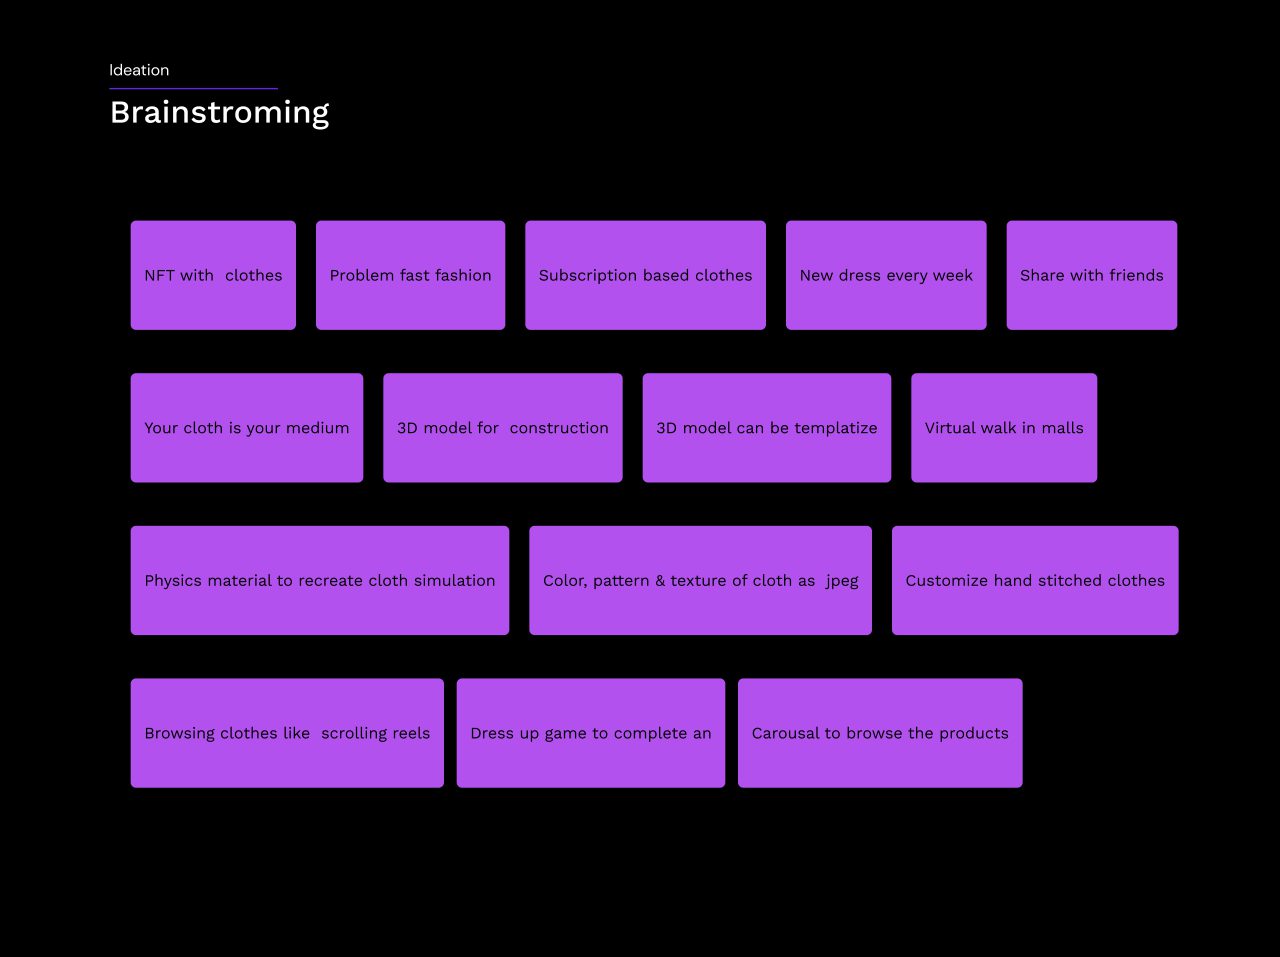 Ideation
Brainstroming
NFT with  clothes
Problem fast fashion
Subscription based clothes
New dress every week
Share with friends
Your cloth is your medium
3D model for  construction
3D model can be templatize
Virtual walk in malls
Physics material to recreate cloth simulation
Color, pattern & texture of cloth as  jpeg
Customize hand stitched clothes
Browsing clothes like  scrolling reels
Dress up game to complete an
Carousal to browse the products